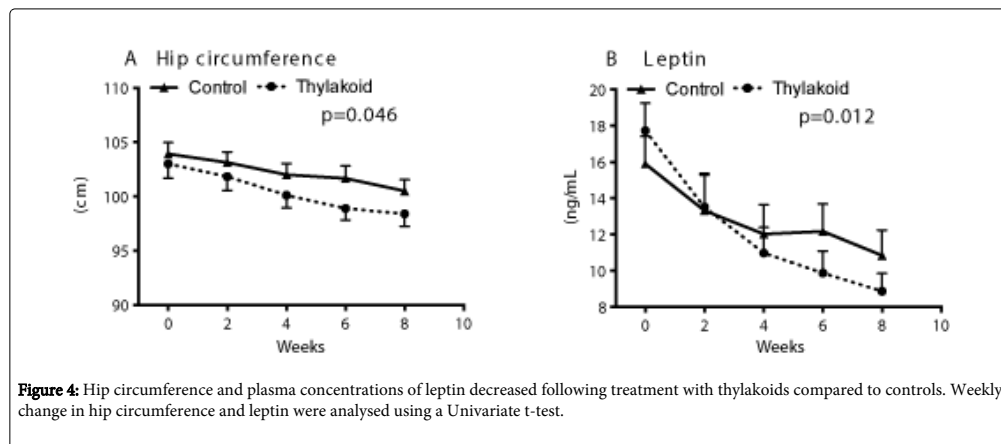 A Hip circumference
Control Thylakoid
p=0.046
110
105
100
95
90
(cm)
0 2 4 6 8 10
Weeks
B Leptin
Control Thylakoid
p=0.012
20
18
16
14
12
10
8
(ng/mL)
0 2 4 6 8 10
Weeks
Figure 4: Hip circumference and plasma concentrations of leptin decreased following treatment with thylakoids compared to controls. Weekly
change in hip circumference and leptin were analysed using a Univariate t-test.